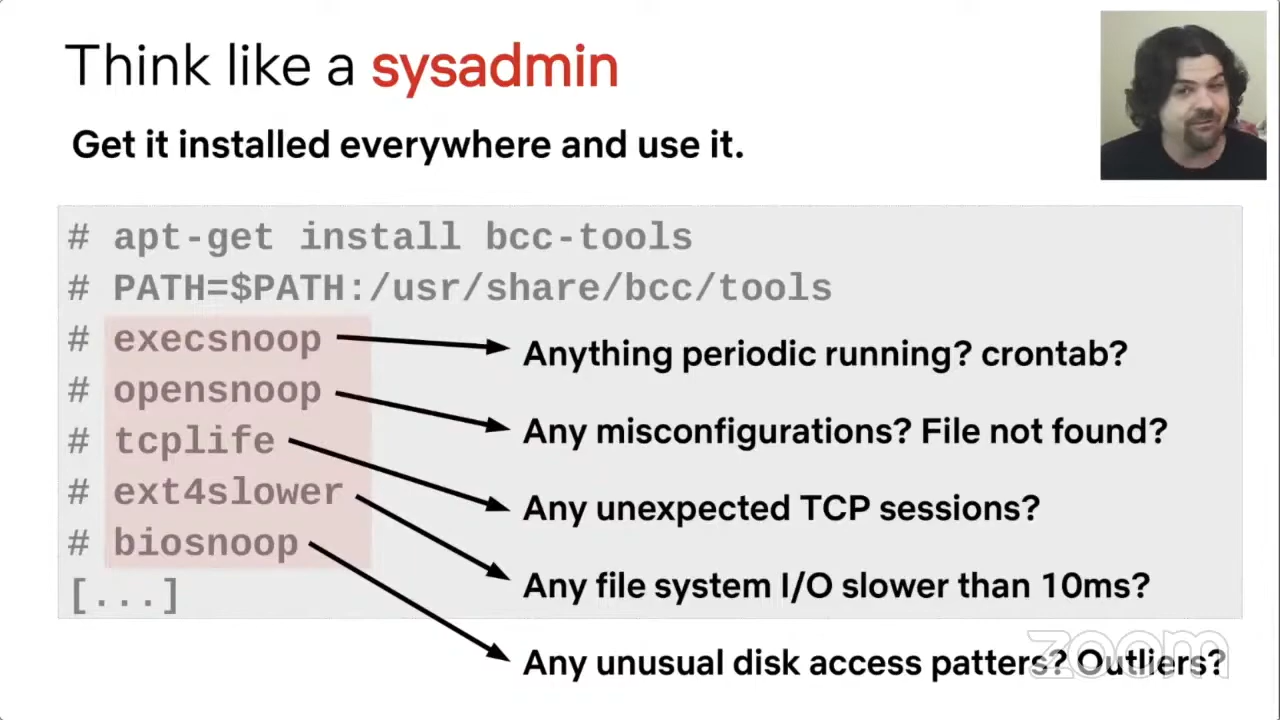 Think like a sysadmin
Get it installed everywhere and use it.
# apt-get install bcc-tools
# PATH=$PATH:/usr/share/bcc/tools
# execsnoop
Anything periodic running? crontab?
# opensnoop
Any misconfigurations? File not found?
# tcplife
Any unexpected TCP sessions?
# ext4slower
Any file system I/O slower than 10ms?
# biosnoop
Any unusual disk access patters? Outliers?
[...]
zoom